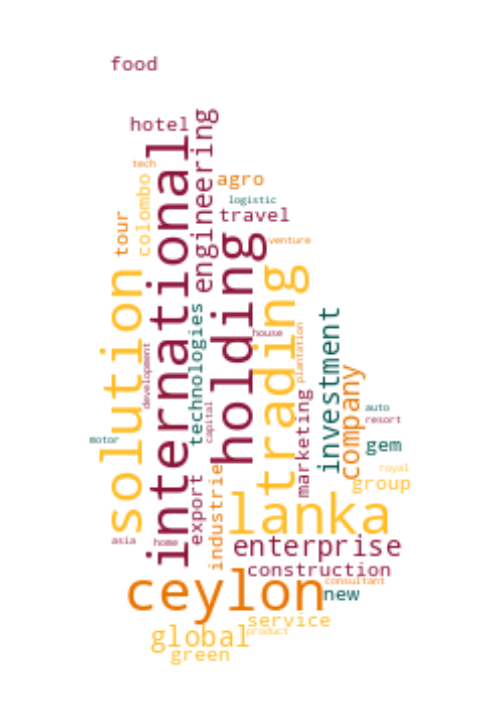 food
hotel
engineering
international
tech
agro
colombo
logistic
tour
travel
venture
holding
solution
trading
technologies
investment
house
plantation
development
company
marketing
capital
auto
resort
motor
gem
industrie
royal
export
group
lanka
asia
home
enterprise
construction
ceylon
consultant
new
service
global
product
green